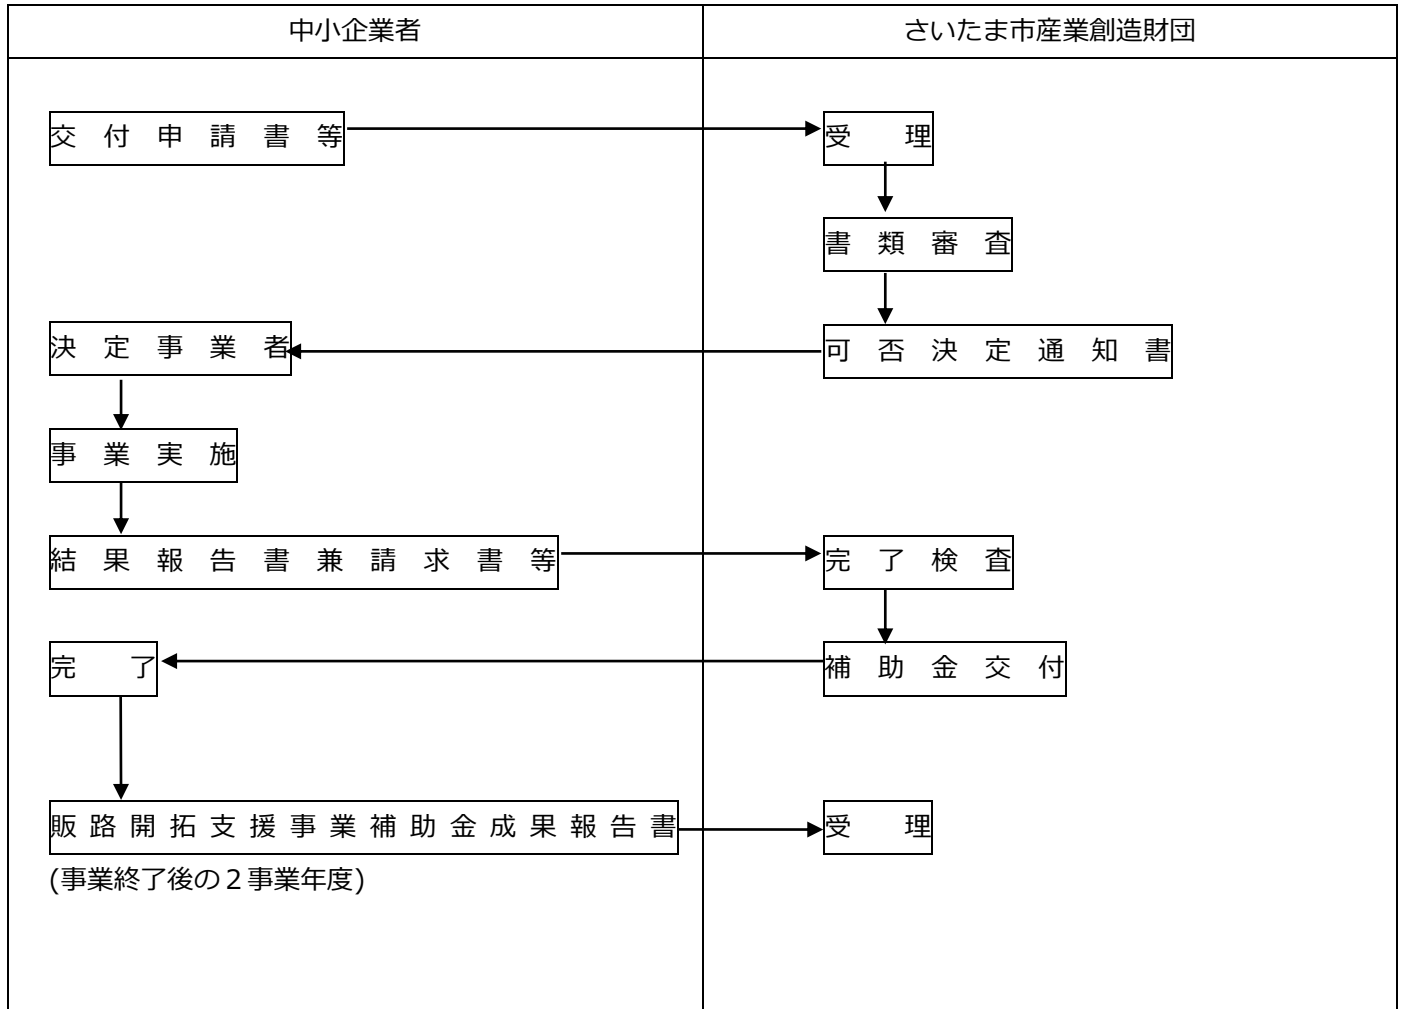 中小企業者
さいたま市産業創造財団
交付申請書等
受理
書類審査
決定事業者
可否決定通知書
事業実施
結果報告書兼請求書等
完了検査
完了
補助金交付
販路開拓支援事業補助金成果報告書
受理
(事業終了後の２事業年度)